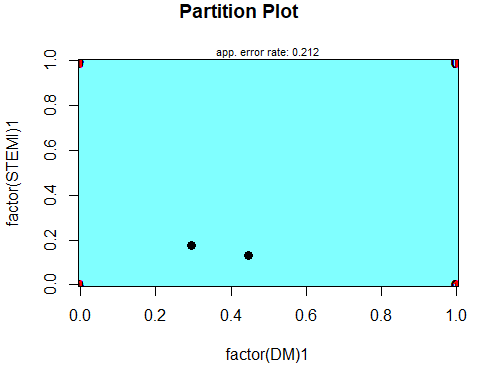 Partition Plot
app. error rate: 0.212
factor(STEMI)1
1.0
0.8
0.6
0.4
0.2
0.0
0.0 0.2 0.4 0.6 0.8 1.0
factor(DM)1